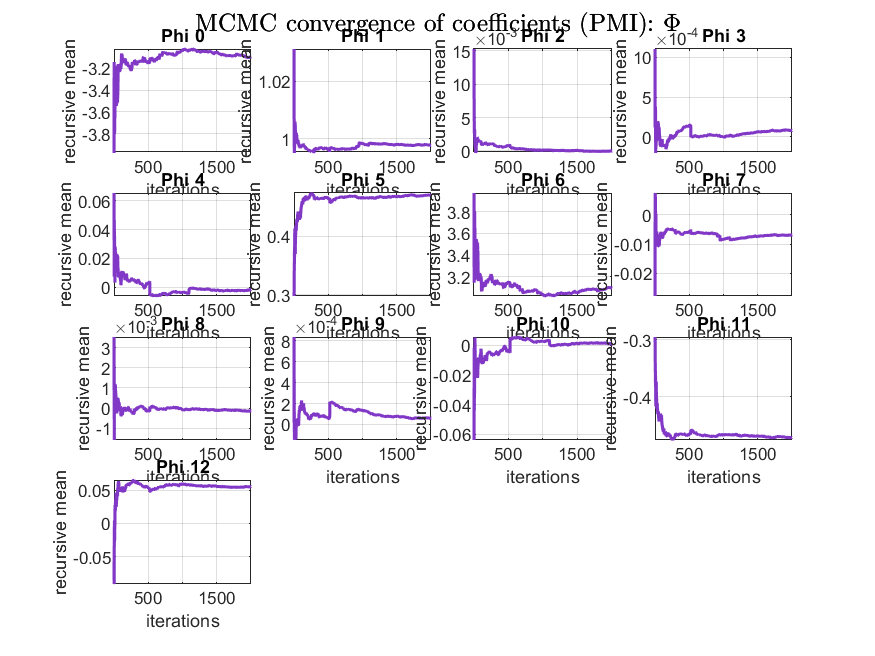 MCMC convergence of coefficients (PMI): Φ
Phi 0
recursive mean
-3.2
-3.4
-3.6
-3.8
500 1500
iterations
Phi 1
recursive mean
1.02
1
500 1500
Phi 2
×10⁻³
recursive mean
15
10
5
0
500 1500
Phi 3
×10⁻⁴
recursive mean
10
5
0
500 1500
Phi 4
recursive mean
0.06
0.04
0.02
0
500 1500
iterations
Phi 5
recursive mean
0.4
0.3
500 1500
iterations
Phi 6
recursive mean
3.8
3.6
3.4
3.2
500 1500
iterations
Phi 7
recursive mean
0
-0.01
-0.02
500 1500
iterations
Phi 8
×10⁻³
recursive mean
3
2
1
0
-1
500 1500
iterations
Phi 9
×10⁻⁴
recursive mean
8
6
4
2
0
500 1500
iterations
Phi 10
recursive mean
0
-0.02
-0.04
-0.06
500 1500
iterations
Phi 11
recursive mean
-0.3
-0.4
500 1500
iterations
Phi 12
recursive mean
0.05
0
-0.05
500 1500
iterations